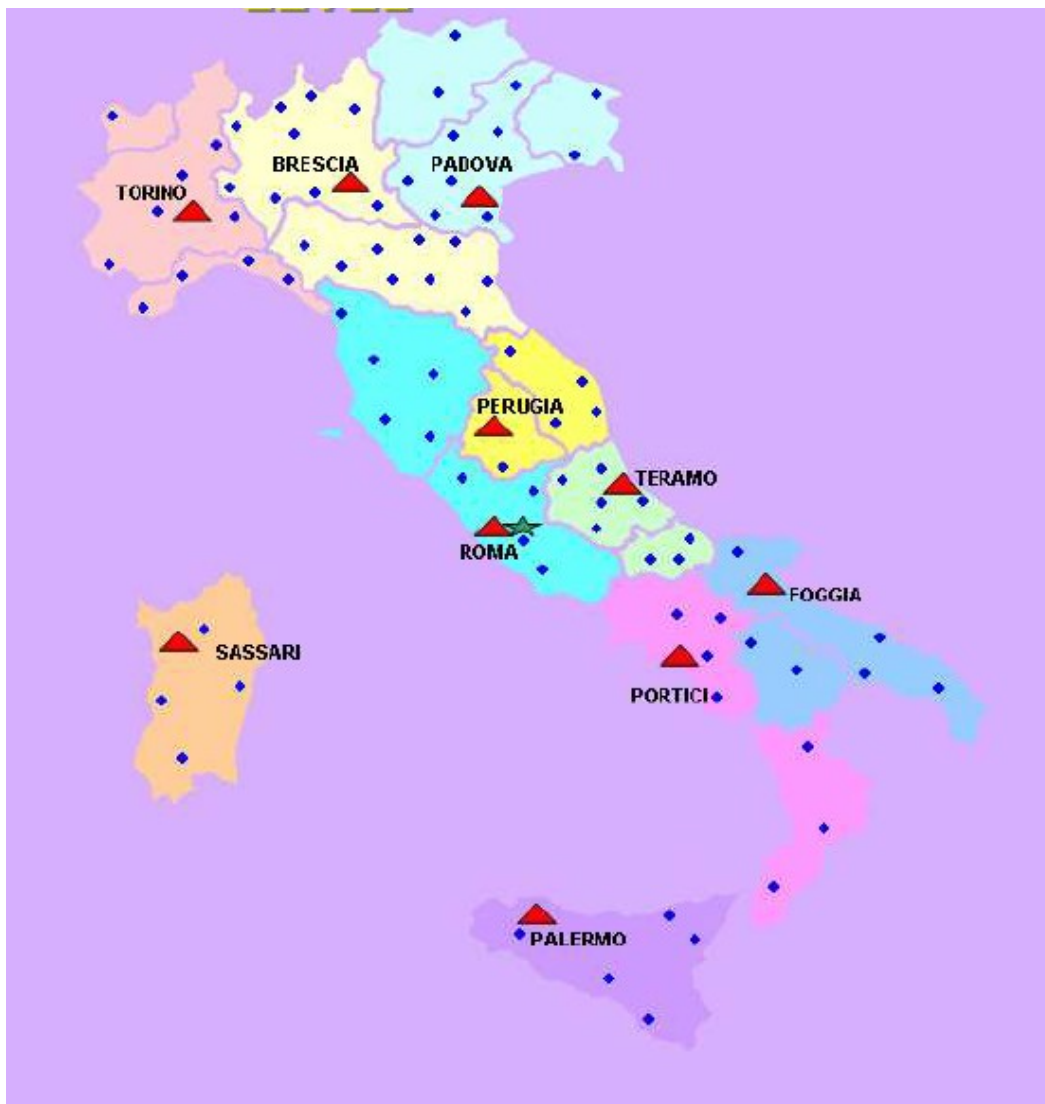 BRESCIA
PADOVA
TORINO
PERUGIA
TERAMO
ROMA
FOGGIA
SASSARI
PORTICI
PALERMO